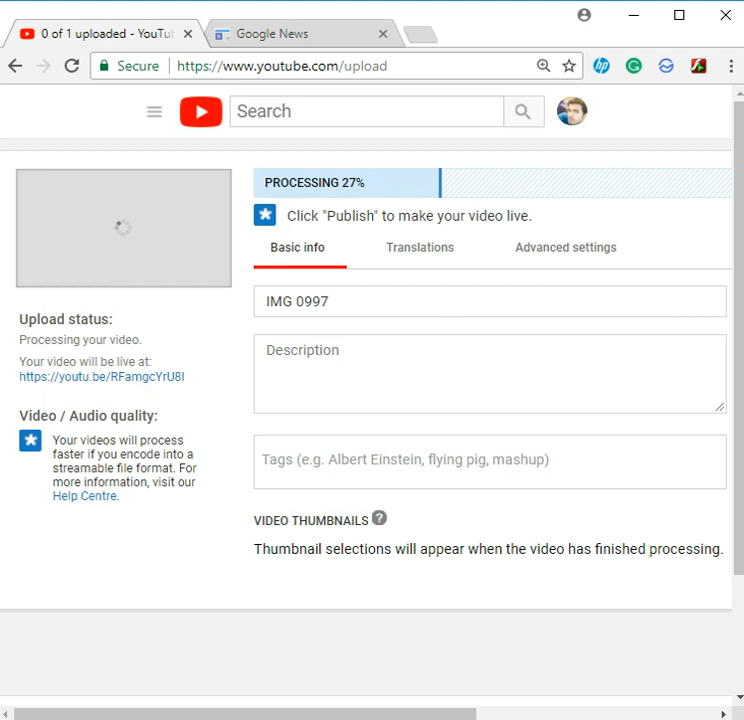 0 of 1 uploaded - YouTu
Google News
Secure
https://www.youtube.com/upload
hp
Search
PROCESSING 27%
Click "Publish" to make your video live.
Basic info
Translations
Advanced settings
IMG 0997
Description
Tags (e.g. Albert Einstein, flying pig, mashup)
VIDEO THUMBNAILS ?
Thumbnail selections will appear when the video has finished processing.
Upload status:
Processing your video.
Your video will be live at:
https://youtu.be/RFamgcYrU8I
Video / Audio quality:
Your videos will process
faster if you encode into a
streamable file format. For
more information, visit our
Help Centre.